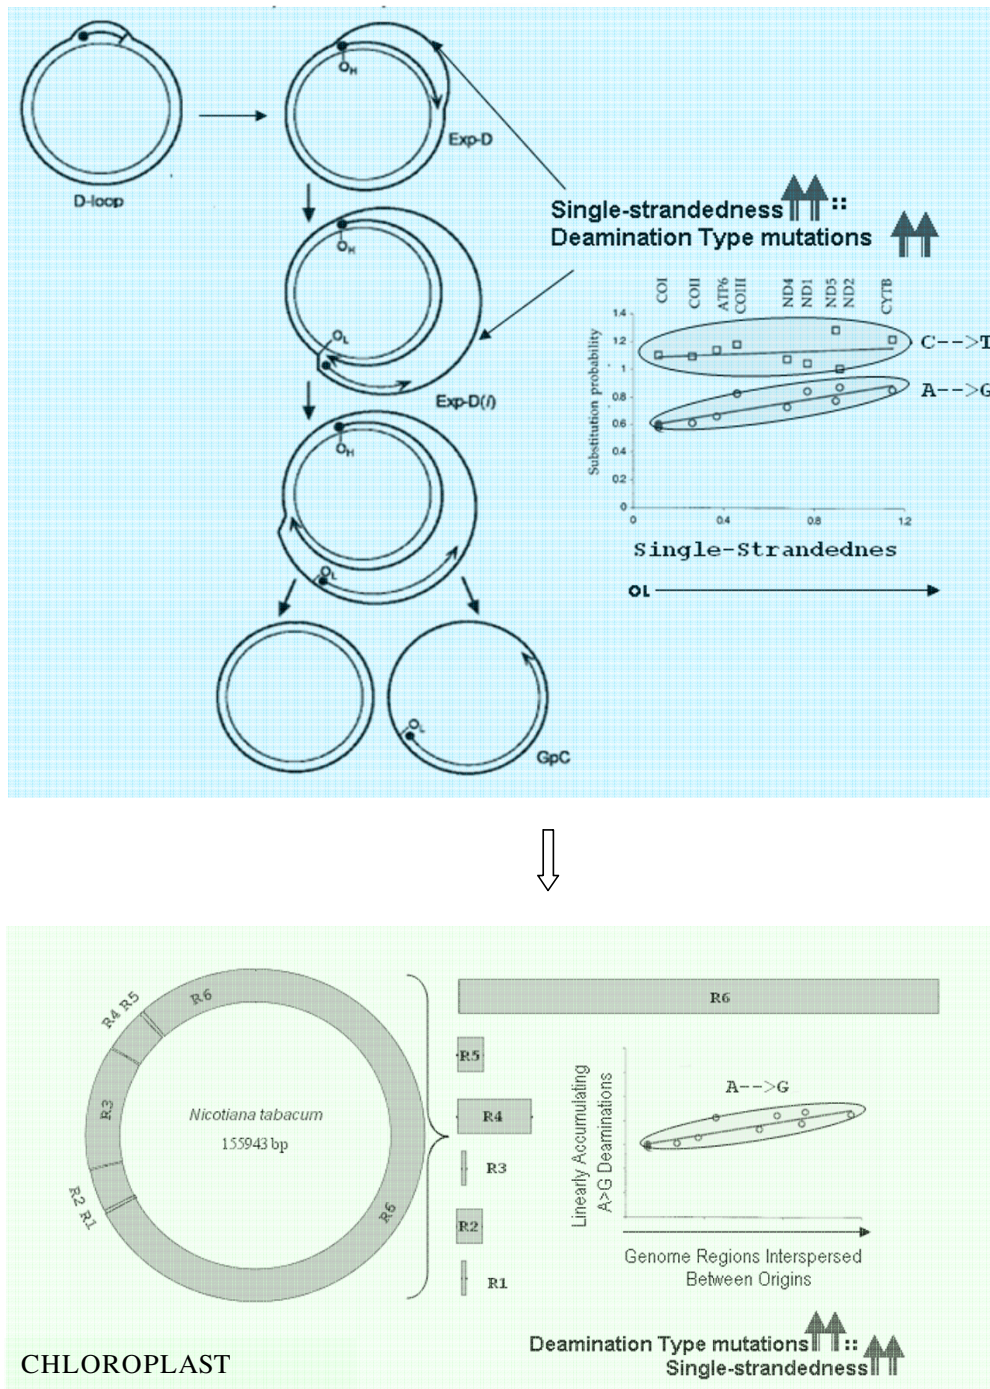 D-loop
OH
Exp-D
Single-strandedness ::
Deamination Type mutations
OH
OL
Exp-D(i)
COI
COII
ATP6
COIII
ND4
ND1
ND5
ND2
CYTB
1.4
1.2
1
0.8
0.6
0.4
0.2
0
Substitution probability
C-->T
A-->G
0
0.4
0.8
1.2
Single-Strandednes
OL
OH
OL
OL
GpC
R6
R4 R5
R3
R2 R1
R6
Nicotiana tabacum
155943 bp
R6
R5
R4
R3
R2
R1
Linearly Accumulating
A>G Deaminations
A-->G
Genome Regions Interspersed
Between Origins
Deamination Type mutations ::
Single-strandedness
CHLOROPLAST